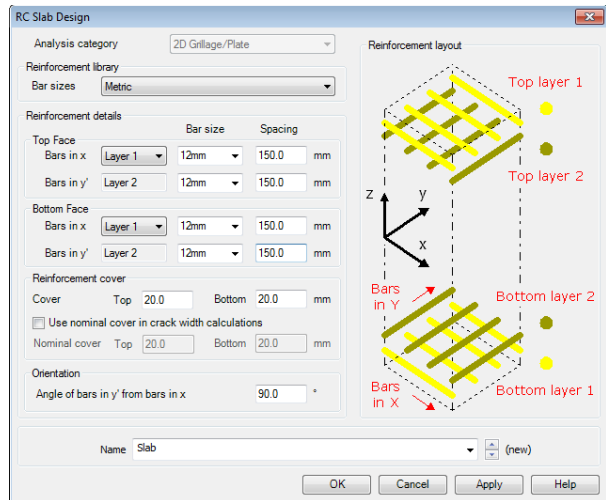 RC Slab Design
Analysis category 2D Grillage/Plate
Reinforcement library
Bar sizes Metric
Reinforcement details
Bar size Spacing
Top Face
Bars in x Layer 1 12mm 150.0 mm
Bars in y' Layer 2 12mm 150.0 mm
Bottom Face
Bars in x Layer 1 12mm 150.0 mm
Bars in y' Layer 2 12mm 150.0 mm
Reinforcement cover
Cover Top 20.0 Bottom 20.0 mm
Use nominal cover in crack width calculations
Nominal cover Top 20.0 Bottom 20.0 mm
Orientation
Angle of bars in y' from bars in x 90.0 °
Reinforcement layout
Top layer 1
Top layer 2
z
y
x
Bars
in Y
Bottom layer 2
Bottom layer 1
Bars
in X
Name Slab (new)
OK Cancel Apply Help